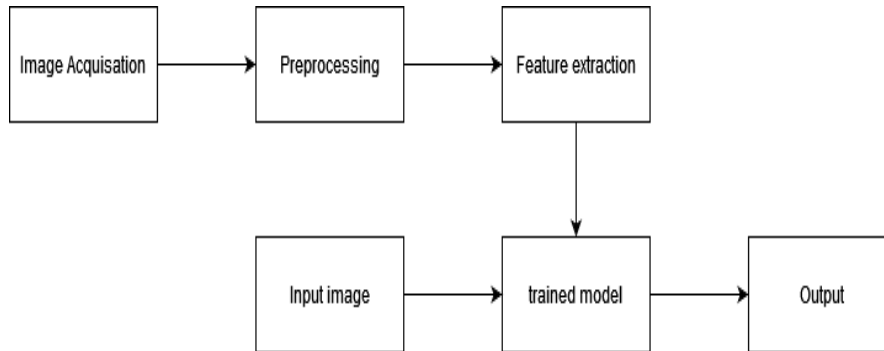 Image Acquisation
Preprocessing
Feature extraction
Input image
trained model
Output